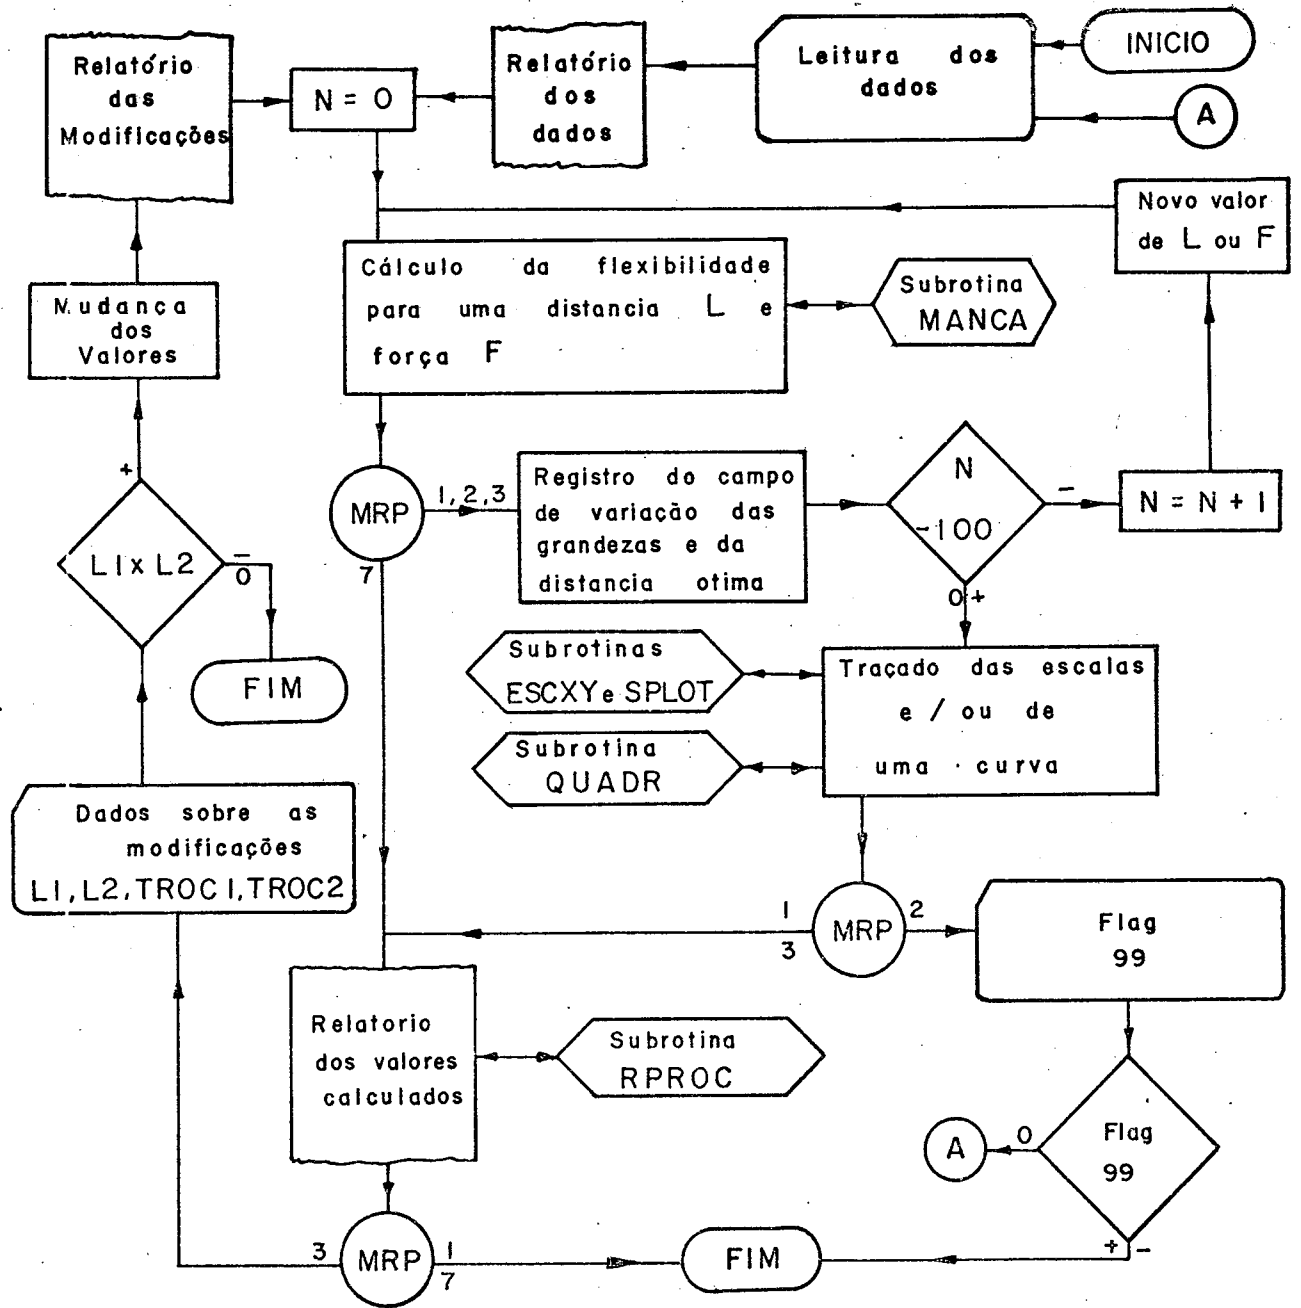 INICIO
Leitura dos
dados
A
Relatório
dos
dados
N = 0
Relatório
das
Modificações
Novo valor
de L ou F
Cálculo da flexibilidade
para uma distancia L e
força F
Subrotina
MANCA
Mudança
dos
Valores
+
L1 x L2
−
0
FIM
MRP
1, 2, 3
7
Registro do campo
de variação das
grandezas e da
distancia otima
N
-100
−
0 +
N = N + 1
Subrotinas
ESCXY e SPLOT
Subrotina
QUADR
Traçado das escalas
e / ou de
uma curva
Dados sobre as
modificações
L1, L2, TROC1, TROC2
1
3
MRP
2
Flag
99
Relatorio
dos valores
calculados
Subrotina
RPROC
A
0
Flag
99
+ −
3
MRP
1
7
FIM